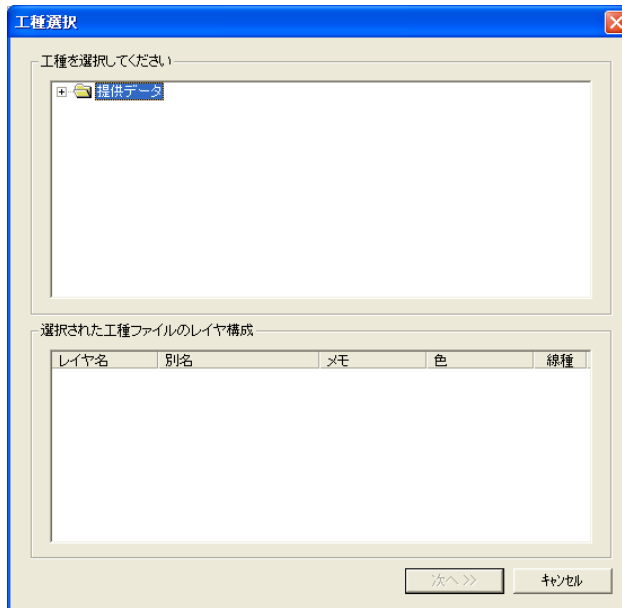 工種選択
工種を選択してください
提供データ
選択された工種ファイルのレイヤ構成
レイヤ名 別名 メモ 色 線種
次へ >> ｷｬﾝｾﾙ